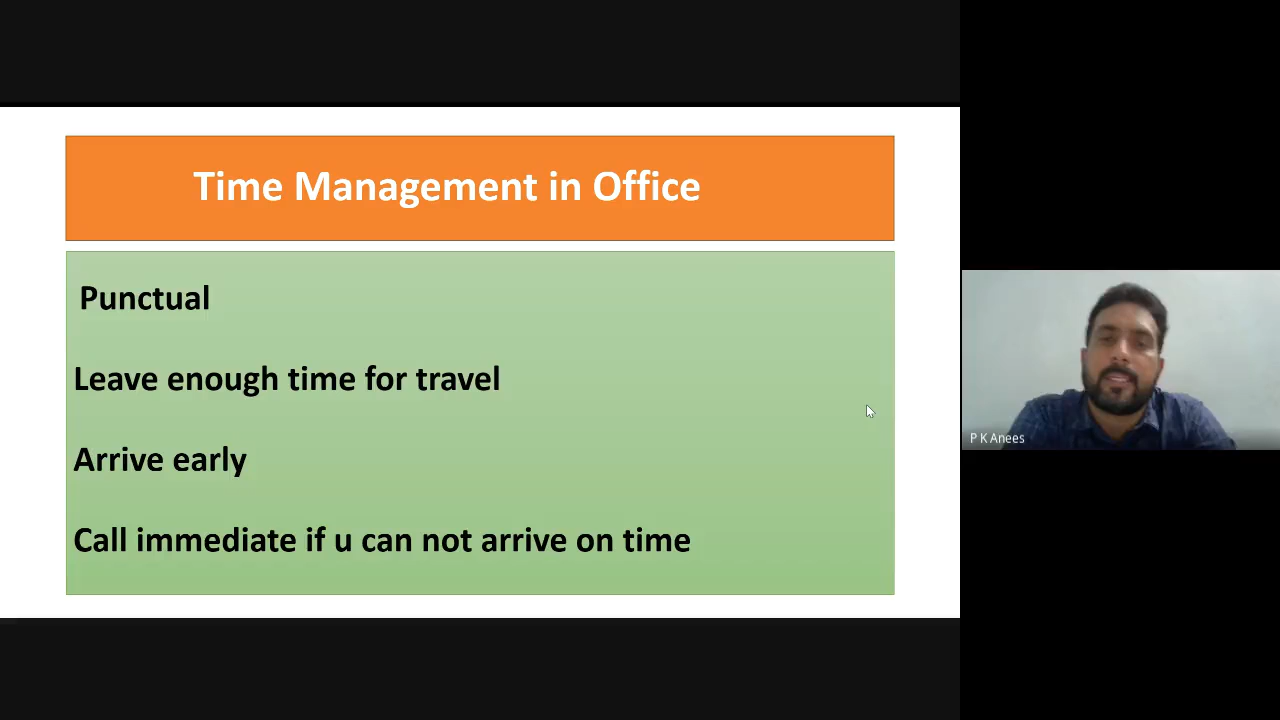 Time Management in Office
Punctual
Leave enough time for travel
Arrive early
Call immediate if u can not arrive on time
P K Anees